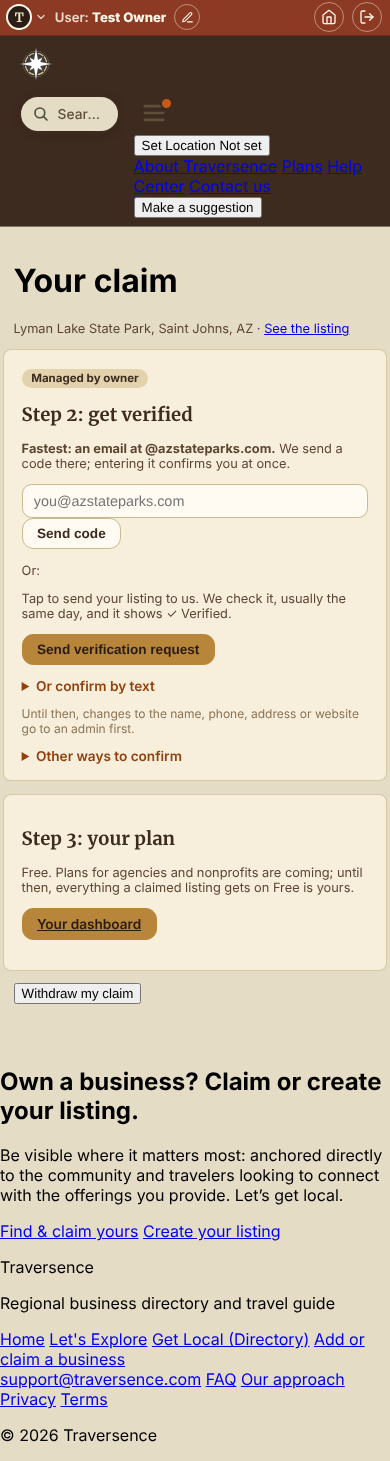 T User: Test Owner
Sear...
Set Location Not set
About Traversence Plans Help
Center Contact us
Make a suggestion
Your claim
Lyman Lake State Park, Saint Johns, AZ · See the listing
Managed by owner
Step 2: get verified
Fastest: an email at @azstateparks.com. We send a
code there; entering it confirms you at once.
you@azstateparks.com
Send code
Or:
Tap to send your listing to us. We check it, usually the
same day, and it shows ✓ Verified.
Send verification request
Or confirm by text
Until then, changes to the name, phone, address or website
go to an admin first.
Other ways to confirm
Step 3: your plan
Free. Plans for agencies and nonprofits are coming; until
then, everything a claimed listing gets on Free is yours.
Your dashboard
Withdraw my claim
Own a business? Claim or create
your listing.
Be visible where it matters most: anchored directly
to the community and travelers looking to connect
with the offerings you provide. Let’s get local.
Find & claim yours Create your listing
Traversence
Regional business directory and travel guide
Home Let's Explore Get Local (Directory) Add or
claim a business
support@traversence.com FAQ Our approach
Privacy Terms
© 2026 Traversence